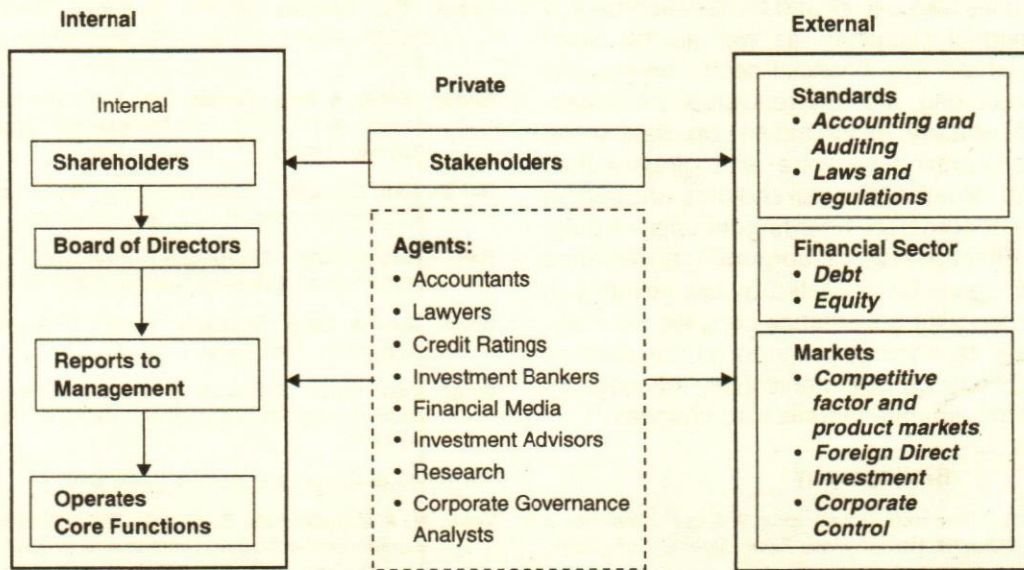 Internal
Internal
Shareholders
Board of Directors
Reports to
Management
Operates
Core Functions
Private
Stakeholders
Agents:
• Accountants
• Lawyers
• Credit Ratings
• Investment Bankers
• Financial Media
• Investment Advisors
• Research
• Corporate Governance
Analysts
External
Standards
• Accounting and
Auditing
• Laws and
regulations
Financial Sector
• Debt
• Equity
Markets
• Competitive
factor and
product markets
• Foreign Direct
Investment
• Corporate
Control